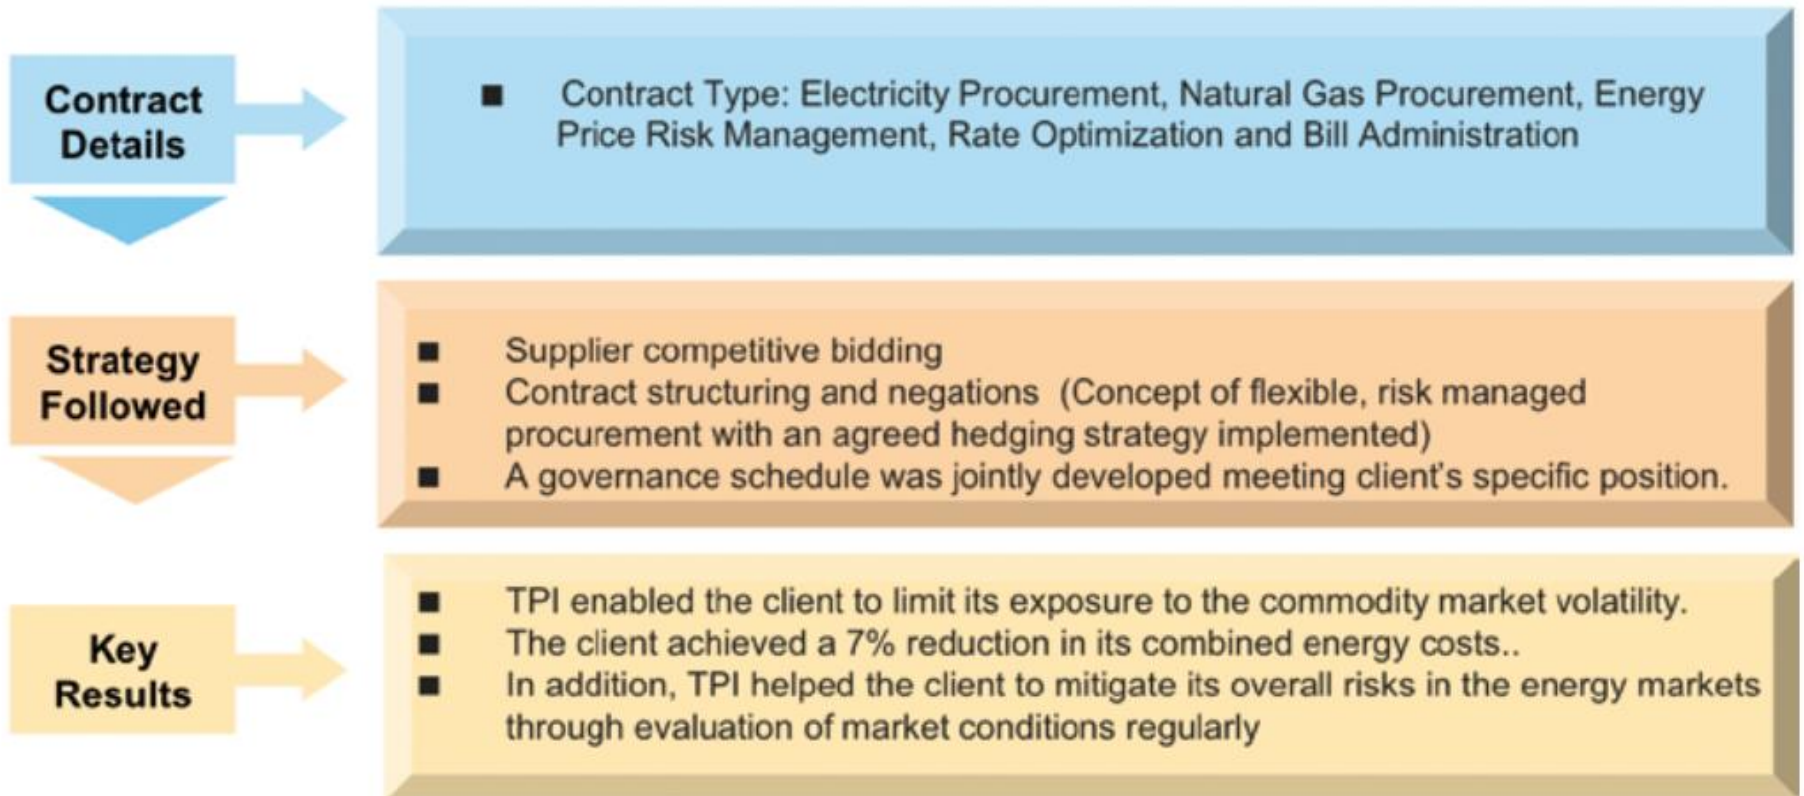 Contract
Details
■ Contract Type: Electricity Procurement, Natural Gas Procurement, Energy
Price Risk Management, Rate Optimization and Bill Administration
Strategy
Followed
■ Supplier competitive bidding
■ Contract structuring and negations (Concept of flexible, risk managed
procurement with an agreed hedging strategy implemented)
■ A governance schedule was jointly developed meeting client's specific position.
Key
Results
■ TPI enabled the client to limit its exposure to the commodity market volatility.
■ The client achieved a 7% reduction in its combined energy costs..
■ In addition, TPI helped the client to mitigate its overall risks in the energy markets
through evaluation of market conditions regularly